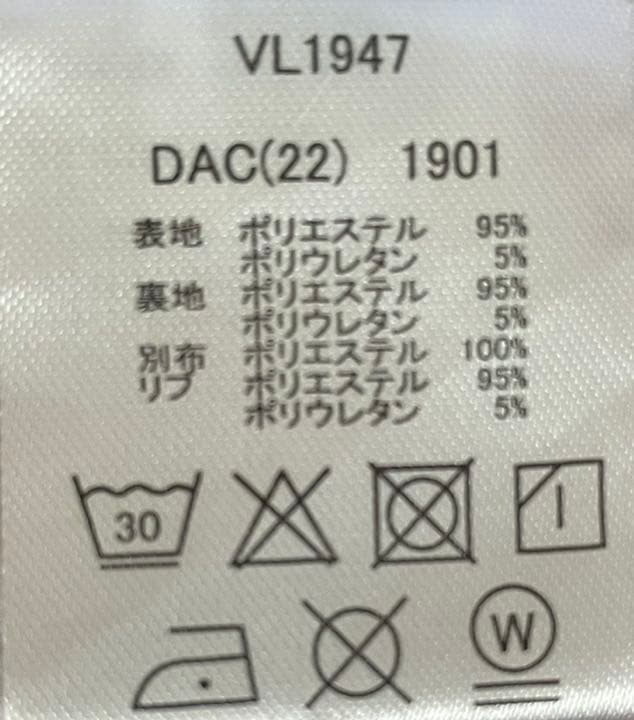 VL1947
DAC(22) 1901
表地 ポリエステル 95%
ポリウレタン 5%
裏地 ポリエステル 95%
ポリウレタン 5%
別布 ポリエステル 100%
リブ ポリエステル 95%
ポリウレタン 5%
30
W